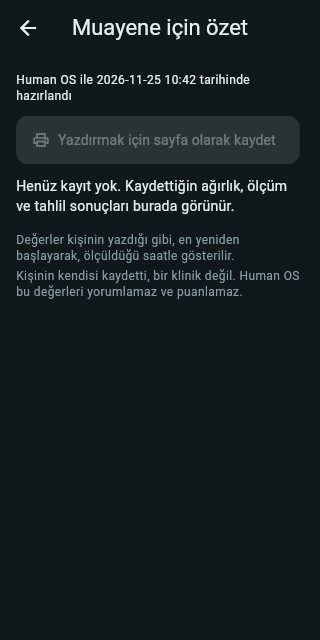 Muayene için özet
Human OS ile 2026-11-25 10:42 tarihinde
hazırlandı
Yazdırmak için sayfa olarak kaydet
Henüz kayıt yok. Kaydettiğin ağırlık, ölçüm
ve tahlil sonuçları burada görünür.
Değerler kişinin yazdığı gibi, en yeniden
başlayarak, ölçüldüğü saatle gösterilir.
Kişinin kendisi kaydetti, bir klinik değil. Human OS
bu değerleri yorumlamaz ve puanlamaz.